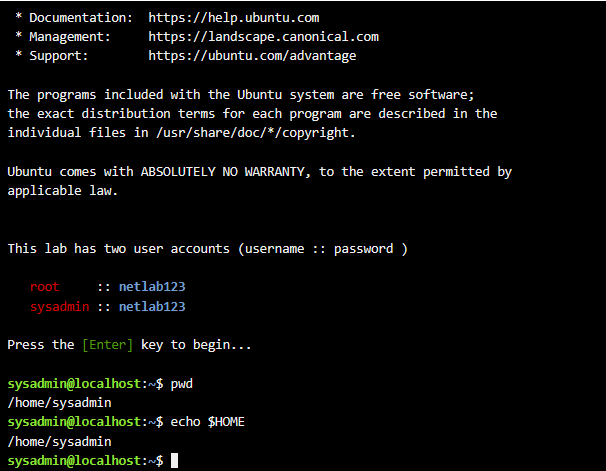 * Documentation:  https://help.ubuntu.com
* Management:     https://landscape.canonical.com
* Support:        https://ubuntu.com/advantage
The programs included with the Ubuntu system are free software;
the exact distribution terms for each program are described in the
individual files in /usr/share/doc/*/copyright.
Ubuntu comes with ABSOLUTELY NO WARRANTY, to the extent permitted by
applicable law.
This lab has two user accounts (username :: password )
root     :: netlab123
sysadmin :: netlab123
Press the [Enter] key to begin...
sysadmin@localhost:~$ pwd
/home/sysadmin
sysadmin@localhost:~$ echo $HOME
/home/sysadmin
sysadmin@localhost:~$